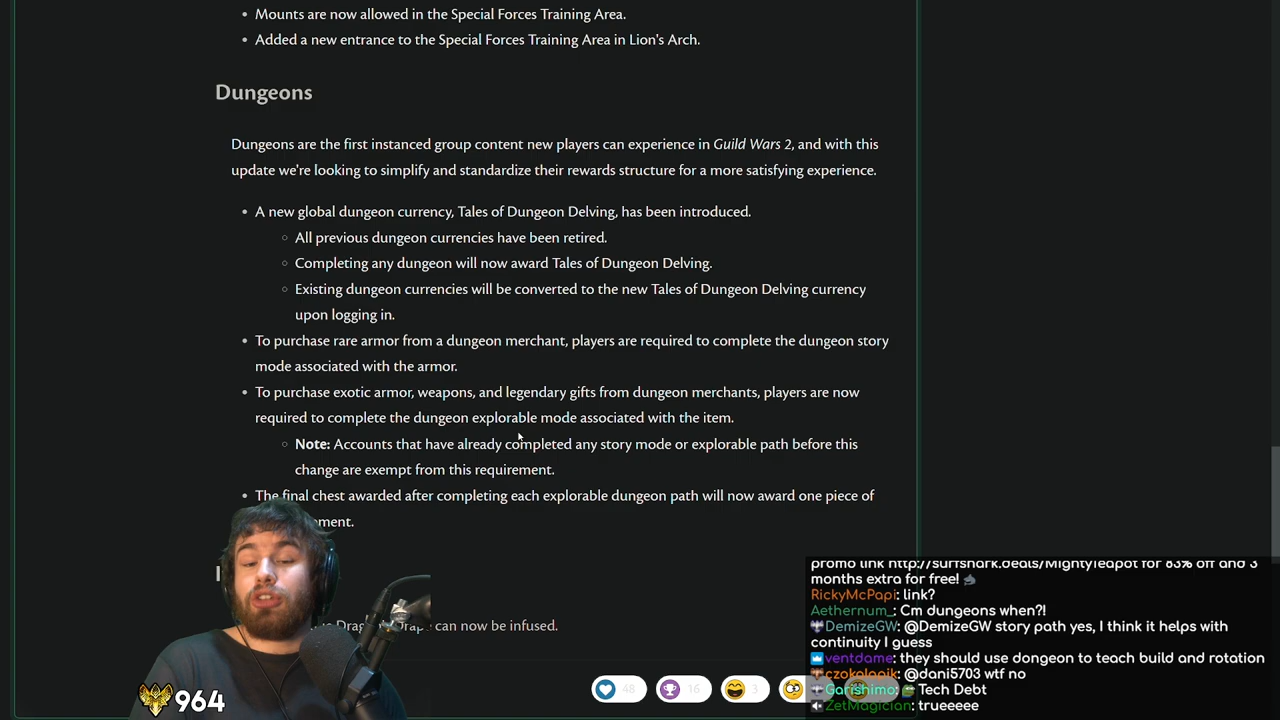 Mounts are now allowed in the Special Forces Training Area.
Added a new entrance to the Special Forces Training Area in Lion's Arch.
Dungeons
Dungeons are the first instanced group content new players can experience in Guild Wars 2, and with this
update we're looking to simplify and standardize their rewards structure for a more satisfying experience.
A new global dungeon currency, Tales of Dungeon Delving, has been introduced.
All previous dungeon currencies have been retired.
Completing any dungeon will now award Tales of Dungeon Delving.
Existing dungeon currencies will be converted to the new Tales of Dungeon Delving currency
upon logging in.
To purchase rare armor from a dungeon merchant, players are required to complete the dungeon story
mode associated with the armor.
To purchase exotic armor, weapons, and legendary gifts from dungeon merchants, players are now
required to complete the dungeon explorable mode associated with the item.
Note: Accounts that have already completed any story mode or explorable path before this
change are exempt from this requirement.
The final chest awarded after completing each explorable dungeon path will now award one piece of
can now be infused.
964
48
16
3
promo link http://surfshark.deals/MightyTeapot for 83% off and 3
months extra for free!
RickyMcPapi: link?
Aethernum_: Cm dungeons when?!
DemizeGW: @DemizeGW story path yes, I think it helps with
continuity I guess
ventdame: they should use dungeon to teach build and rotation
czokolapik: @dani5703 wtf no
Garishimo: Tech Debt
ZetMagician: trueeeee